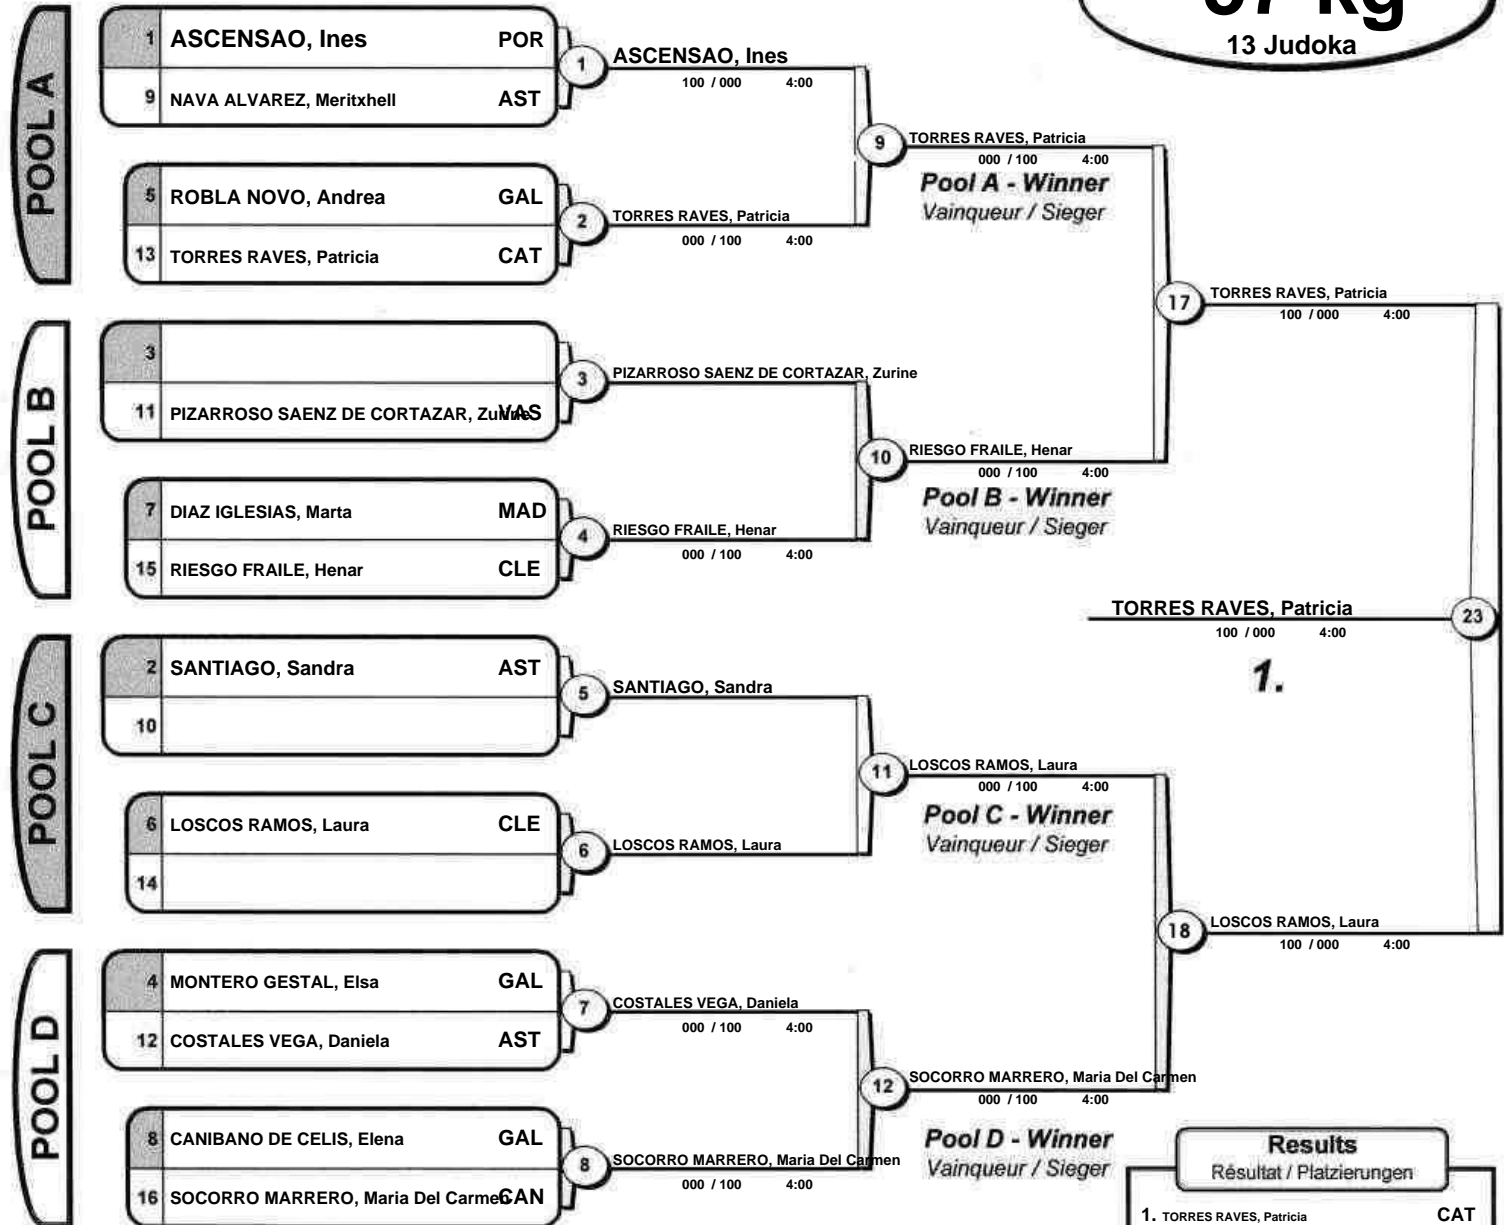 57 kg
13 Judoka
POOL A
1 ASCENSAO, Ines POR
9 NAVA ALVAREZ, Meritxhell AST
1 ASCENSAO, Ines
100 / 000 4:00
5 ROBLA NOVO, Andrea GAL
13 TORRES RAVES, Patricia CAT
2 TORRES RAVES, Patricia
000 / 100 4:00
9 TORRES RAVES, Patricia
000 / 100 4:00
Pool A - Winner
Vainqueur / Sieger
POOL B
3
11 PIZARROSO SAENZ DE CORTAZAR, Zurine VAS
3 PIZARROSO SAENZ DE CORTAZAR, Zurine
7 DIAZ IGLESIAS, Marta MAD
15 RIESGO FRAILE, Henar CLE
4 RIESGO FRAILE, Henar
000 / 100 4:00
10 RIESGO FRAILE, Henar
000 / 100 4:00
Pool B - Winner
Vainqueur / Sieger
17 TORRES RAVES, Patricia
100 / 000 4:00
TORRES RAVES, Patricia 23
100 / 000 4:00
1.
POOL C
2 SANTIAGO, Sandra AST
10
5 SANTIAGO, Sandra
6 LOSCOS RAMOS, Laura CLE
14
6 LOSCOS RAMOS, Laura
11 LOSCOS RAMOS, Laura
000 / 100 4:00
Pool C - Winner
Vainqueur / Sieger
POOL D
4 MONTERO GESTAL, Elsa GAL
12 COSTALES VEGA, Daniela AST
7 COSTALES VEGA, Daniela
000 / 100 4:00
8 CANIBANO DE CELIS, Elena GAL
16 SOCORRO MARRERO, Maria Del Carmen CAN
8 SOCORRO MARRERO, Maria Del Carmen
000 / 100 4:00
12 SOCORRO MARRERO, Maria Del Carmen
000 / 100 4:00
Pool D - Winner
Vainqueur / Sieger
18 LOSCOS RAMOS, Laura
100 / 000 4:00
Results
Résultat / Platzierungen
1. TORRES RAVES, Patricia CAT